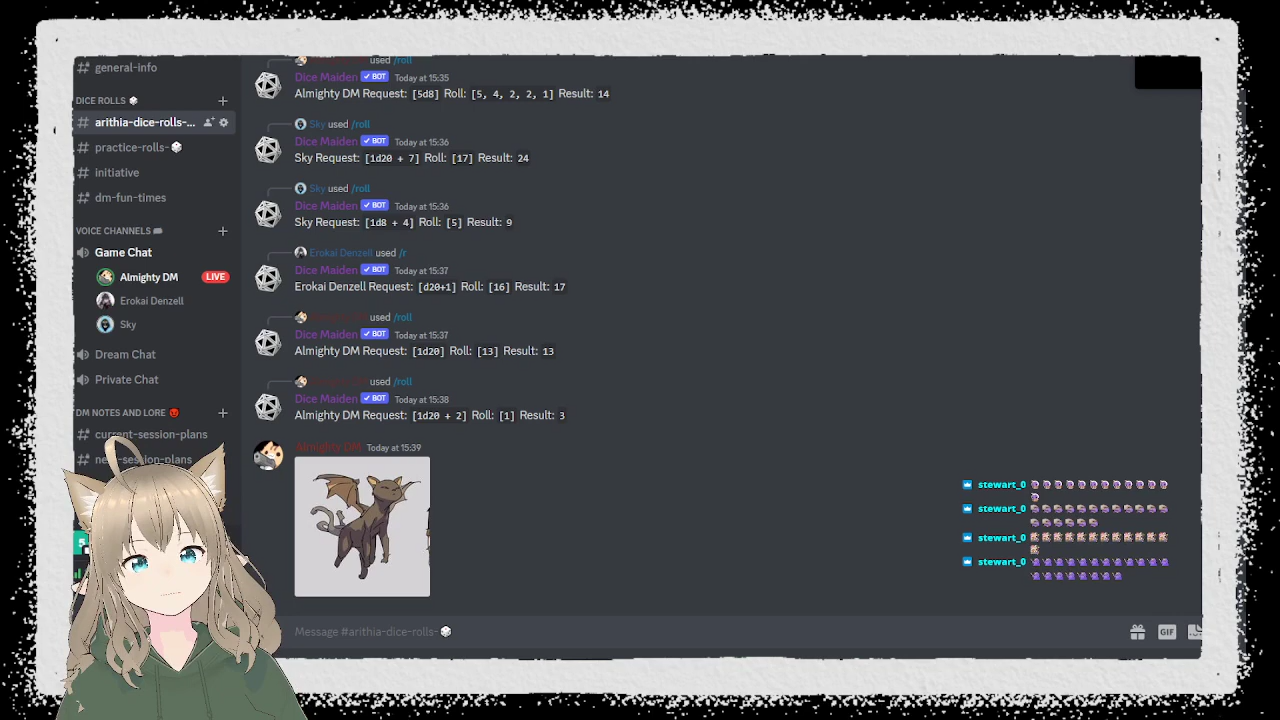 general-info
DICE ROLLS
arithia-dice-rolls-...
practice-rolls-
initiative
dm-fun-times
VOICE CHANNELS
Game Chat
Almighty DM LIVE
Erokai Denzell
Sky
Dream Chat
Private Chat
DM NOTES AND LORE
current-session-plans
used /roll
Dice Maiden BOT Today at 15:35
Almighty DM Request: [5d8] Roll: [5, 4, 2, 2, 1] Result: 14
Sky used /roll
Dice Maiden BOT Today at 15:36
Sky Request: [1d20 + 7] Roll: [17] Result: 24
Sky used /roll
Dice Maiden BOT Today at 15:36
Sky Request: [1d8 + 4] Roll: [5] Result: 9
Erokai Denzell used /r
Dice Maiden BOT Today at 15:37
Erokai Denzell Request: [d20+1] Roll: [16] Result: 17
Almighty DM used /roll
Dice Maiden BOT Today at 15:37
Almighty DM Request: [1d20] Roll: [13] Result: 13
Almighty DM used /roll
Dice Maiden BOT Today at 15:38
Almighty DM Request: [1d20 + 2] Roll: [1] Result: 3
Almighty DM Today at 15:39
Message #arithia-dice-rolls-
GIF
stewart_0
stewart_0
stewart_0
stewart_0